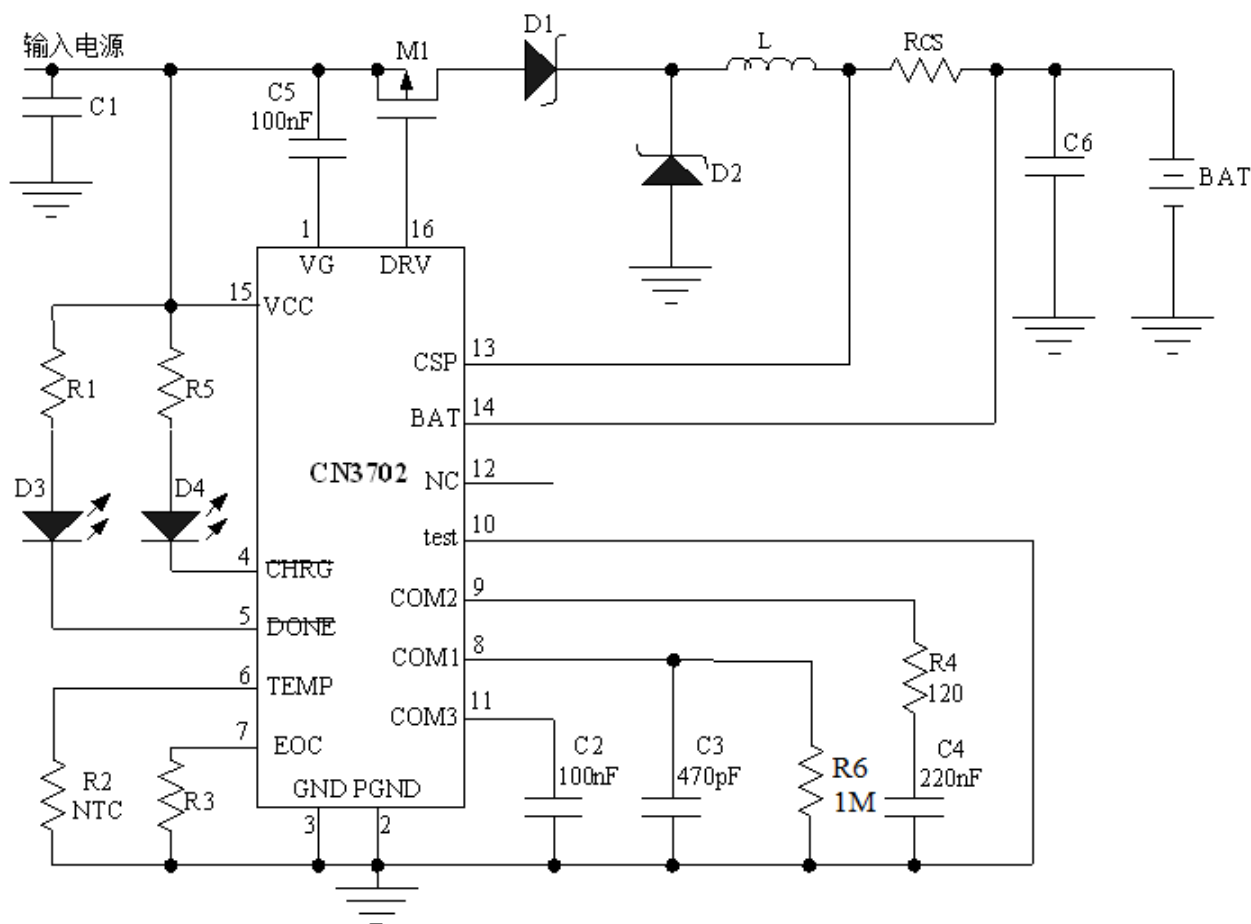 输入电源
C1
C5
100nF
M1
D1
L
RCS
D2
C6
BAT
1
16
VG
DRV
15
VCC
R1
R5
CSP
13
BAT
14
CN3702
NC
12
D3
D4
test
10
4
CHRG
COM2
9
5
DONE
COM1
8
R4
120
6
TEMP
COM3
11
7
EOC
R2
NTC
R3
C2
100nF
C3
470pF
R6
1M
C4
220nF
GND PGND
3
2